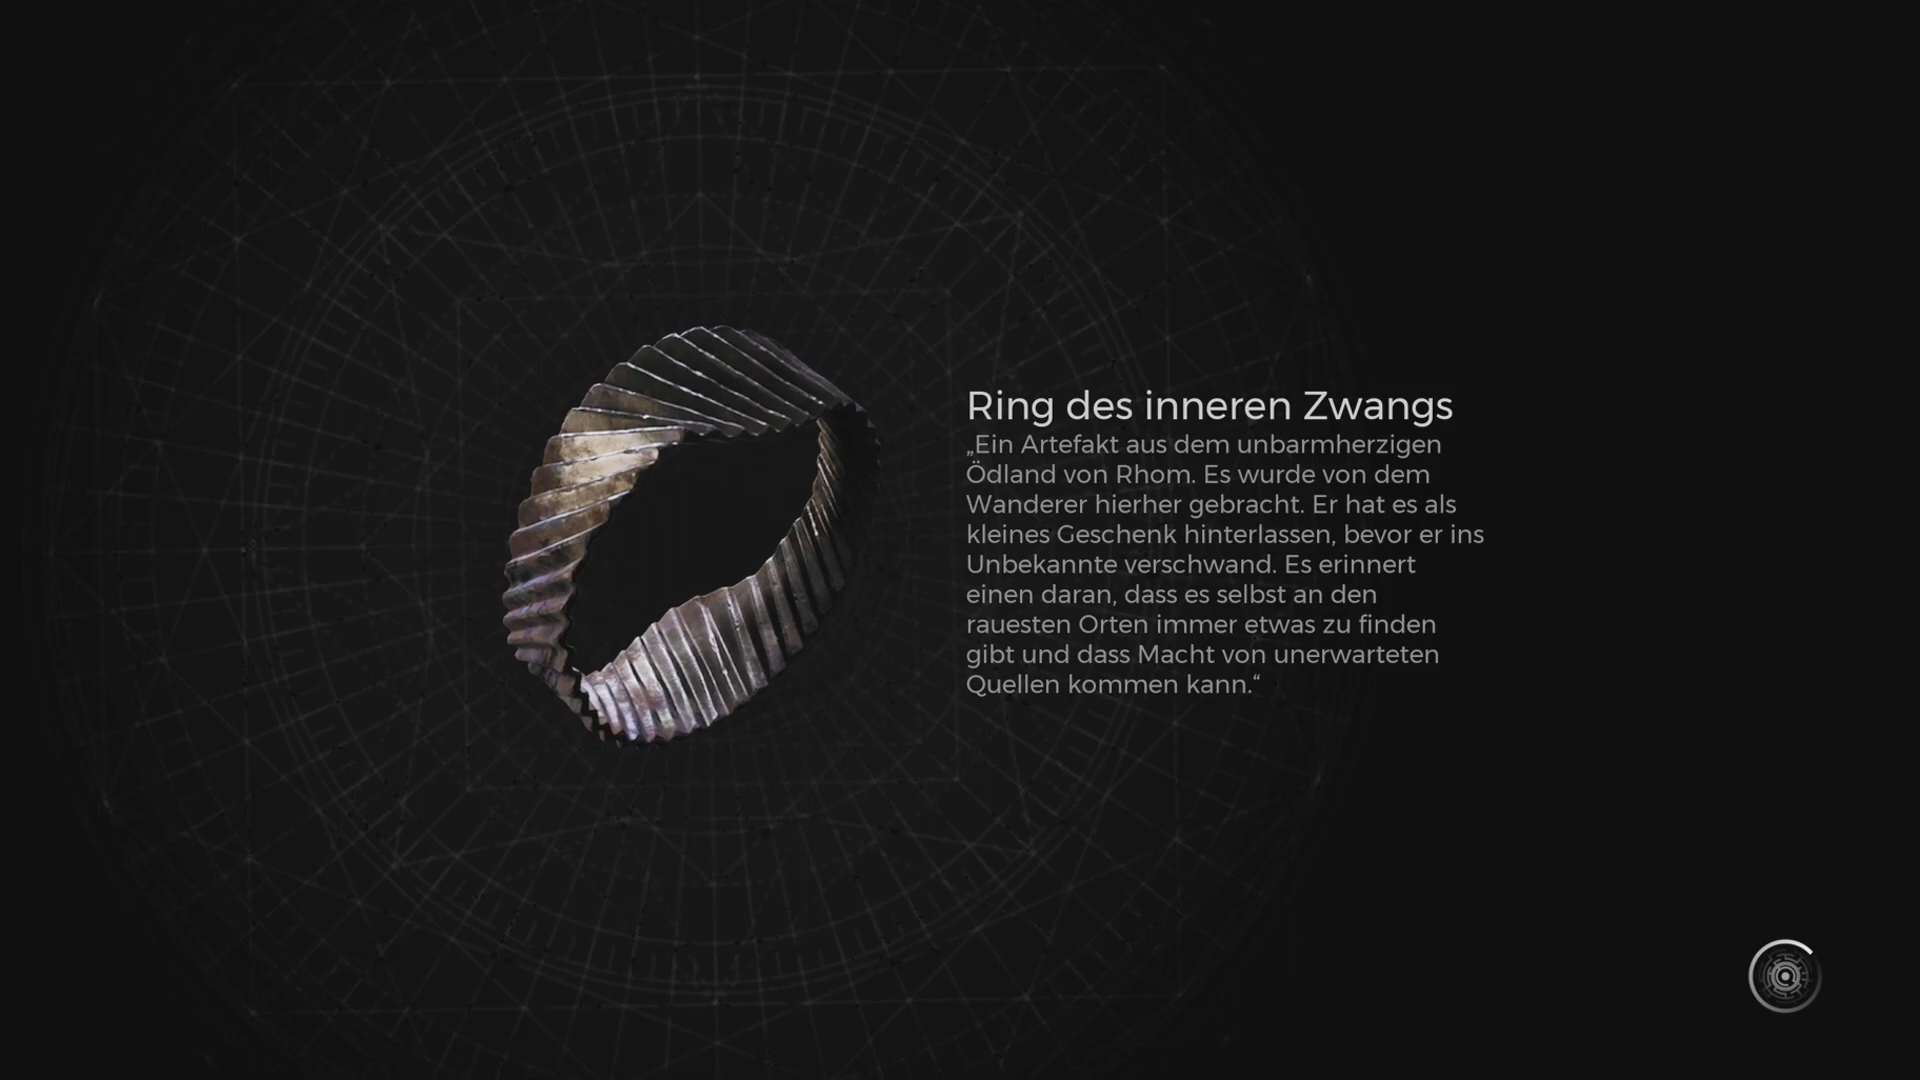 Ring des inneren Zwangs
„Ein Artefakt aus dem unbarmherzigen
Ödland von Rhom. Es wurde von dem
Wanderer hierher gebracht. Er hat es als
kleines Geschenk hinterlassen, bevor er ins
Unbekannte verschwand. Es erinnert
einen daran, dass es selbst an den
rauesten Orten immer etwas zu finden
gibt und dass Macht von unerwarteten
Quellen kommen kann.“